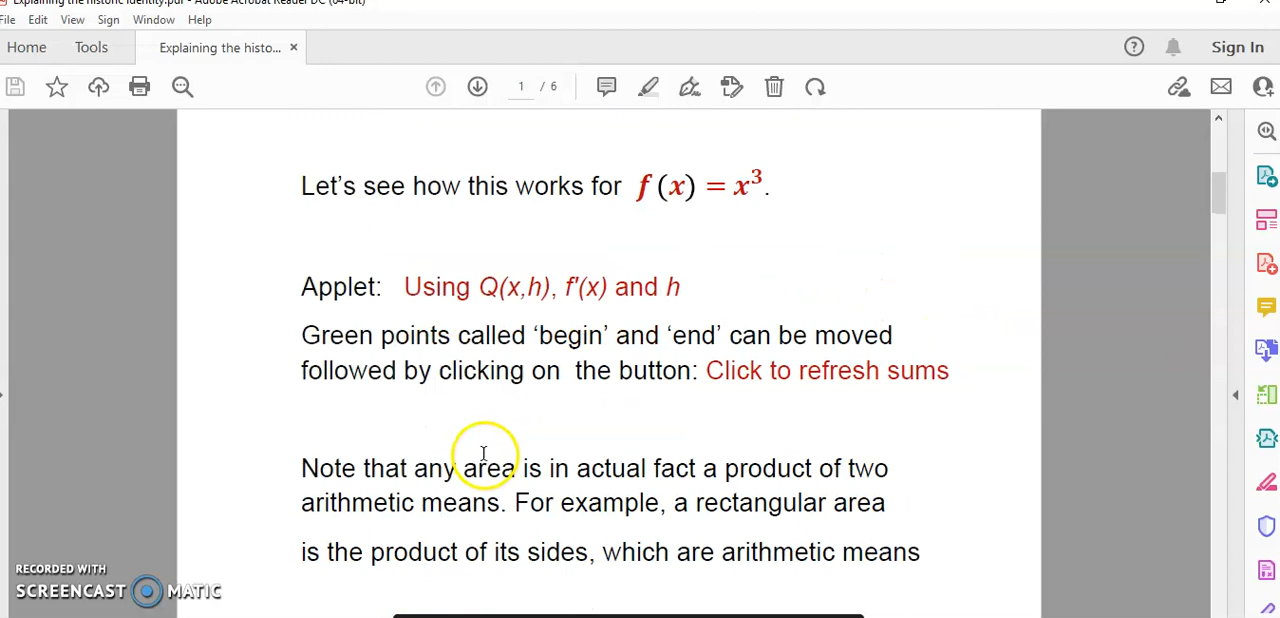 Explaining the historic identity.pdf - Adobe Acrobat Reader DC (64-bit)
File Edit View Sign Window Help
Home Tools Explaining the histo... × Sign In
1 / 6
Let's see how this works for f(x) = x³.
Applet: Using Q(x,h), f'(x) and h
Green points called ‘begin’ and ‘end’ can be moved
followed by clicking on the button: Click to refresh sums
Note that any area is in actual fact a product of two
arithmetic means. For example, a rectangular area
is the product of its sides, which are arithmetic means
RECORDED WITH
SCREENCAST MATIC